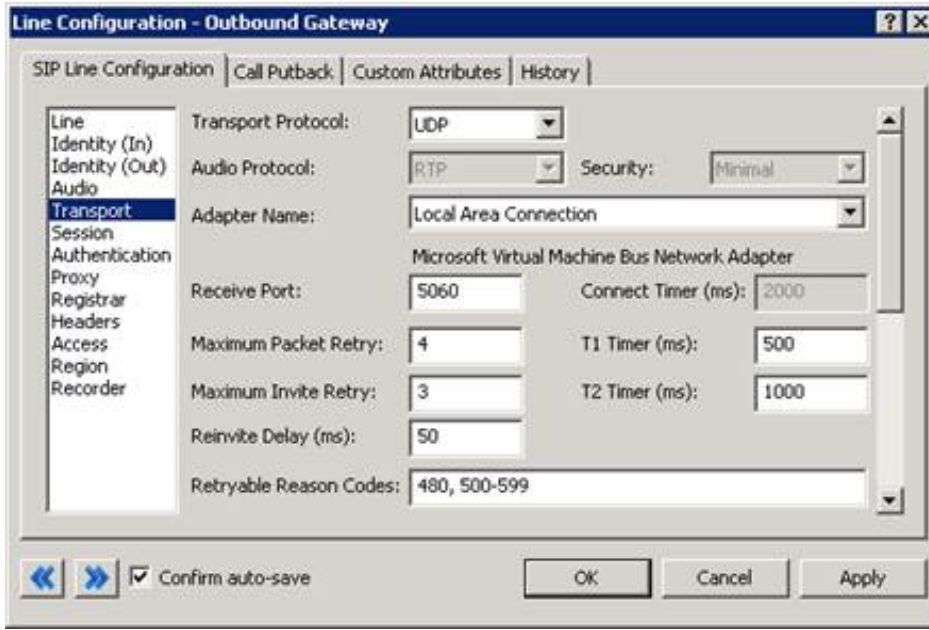 Line Configuration - Outbound Gateway
SIP Line Configuration
Call Putback
Custom Attributes
History
Line
Identity (In)
Identity (Out)
Audio
Transport
Session
Authentication
Proxy
Registrar
Headers
Access
Region
Recorder
Transport Protocol: UDP
Audio Protocol: RTP Security: Minimal
Adapter Name: Local Area Connection
Microsoft Virtual Machine Bus Network Adapter
Receive Port: 5060 Connect Timer (ms): 2000
Maximum Packet Retry: 4 T1 Timer (ms): 500
Maximum Invite Retry: 3 T2 Timer (ms): 1000
Reinvite Delay (ms): 50
Retryable Reason Codes: 480, 500-599
Confirm auto-save
OK
Cancel
Apply